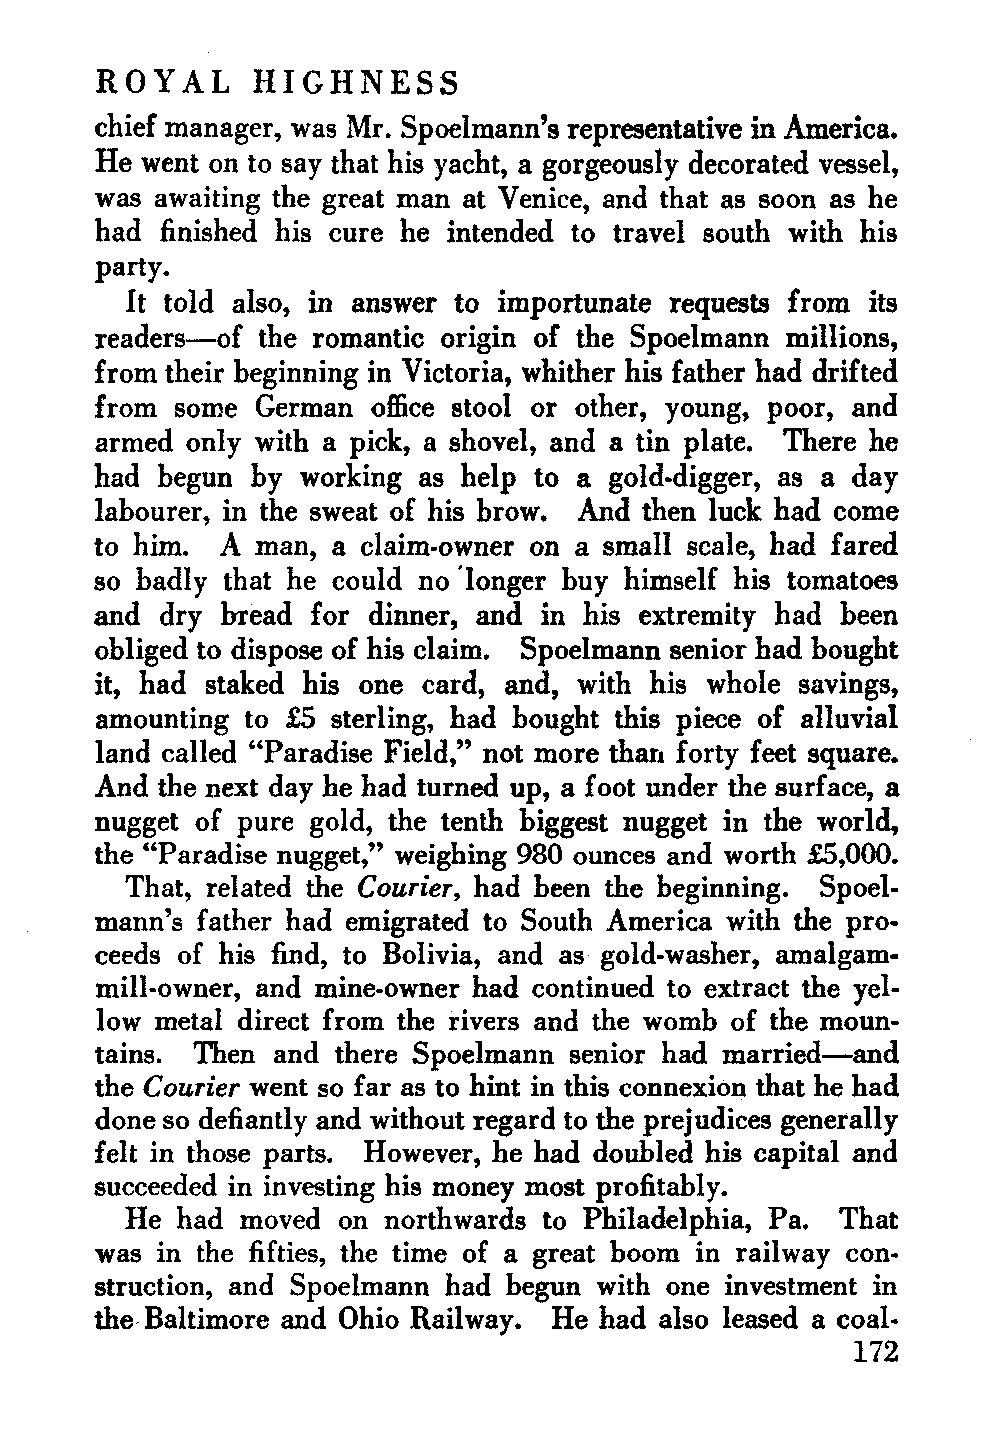 ROYAL HIGHNESS
chief manager, was Mr. Spoelmann's representative in America.
He went on to say that his yacht, a gorgeously decorated vessel,
was awaiting the great man at Venice, and that as soon as he
had finished his cure he intended to travel south with his
party.
It told also, in answer to importunate requests from its
readers—of the romantic origin of the Spoelmann millions,
from their beginning in Victoria, whither his father had drifted
from some German office stool or other, young, poor, and
armed only with a pick, a shovel, and a tin plate. There he
had begun by working as help to a gold-digger, as a day
labourer, in the sweat of his brow. And then luck had come
to him. A man, a claim-owner on a small scale, had fared
so badly that he could no longer buy himself his tomatoes
and dry bread for dinner, and in his extremity had been
obliged to dispose of his claim. Spoelmann senior had bought
it, had staked his one card, and, with his whole savings,
amounting to £5 sterling, had bought this piece of alluvial
land called “Paradise Field,” not more than forty feet square.
And the next day he had turned up, a foot under the surface, a
nugget of pure gold, the tenth biggest nugget in the world,
the “Paradise nugget,” weighing 980 ounces and worth £5,000.
That, related the Courier, had been the beginning. Spoel-
mann's father had emigrated to South America with the pro-
ceeds of his find, to Bolivia, and as gold-washer, amalgam-
mill-owner, and mine-owner had continued to extract the yel-
low metal direct from the rivers and the womb of the moun-
tains. Then and there Spoelmann senior had married—and
the Courier went so far as to hint in this connexion that he had
done so defiantly and without regard to the prejudices generally
felt in those parts. However, he had doubled his capital and
succeeded in investing his money most profitably.
He had moved on northwards to Philadelphia, Pa. That
was in the fifties, the time of a great boom in railway con-
struction, and Spoelmann had begun with one investment in
the Baltimore and Ohio Railway. He had also leased a coal-
172